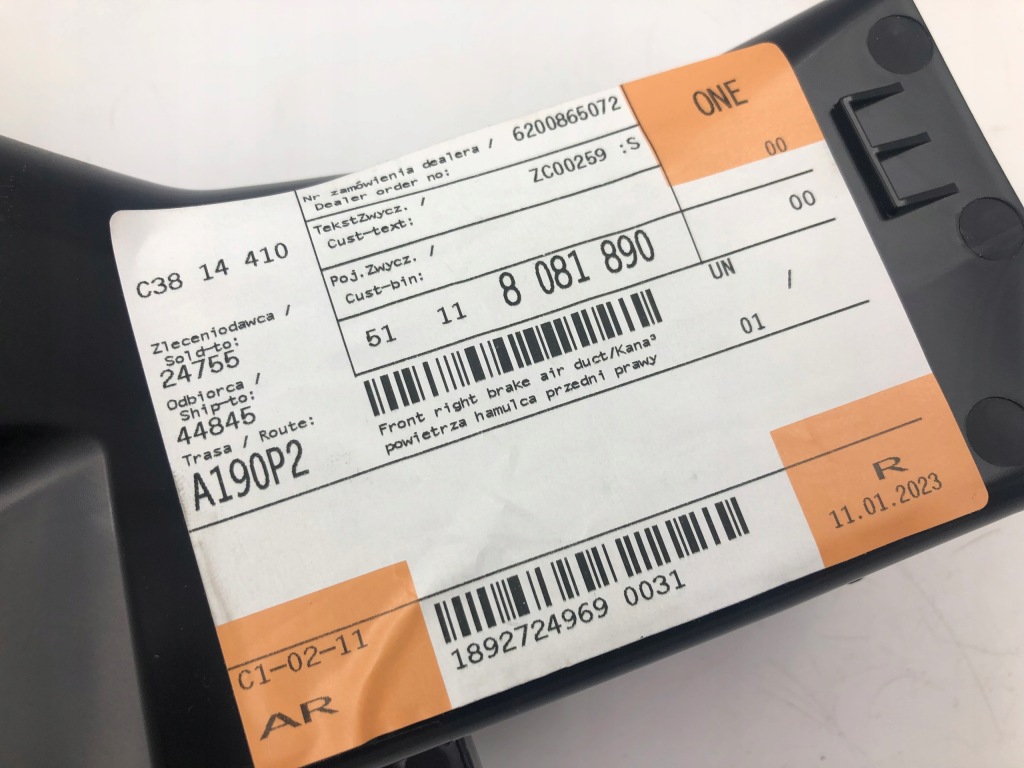 C38 14 410
Nr zamówienia dealera / 6200865072
Dealer order no:
TekstZwycz. / ZC00259 :S
Cust-text:
Poj.Zwycz. /
Cust-bin:
ONE
00
00
51 11 8 081 890
UN /
01
Front right brake air duct/Kana³
powietrza hamulca przedni prawy
Zleceniodawca /
Sold-to:
24755
Odbiorca /
Ship-to:
44845
Trasa / Route:
A190P2
R
11.01.2023
1892724969 0031
C1-02-11
AR